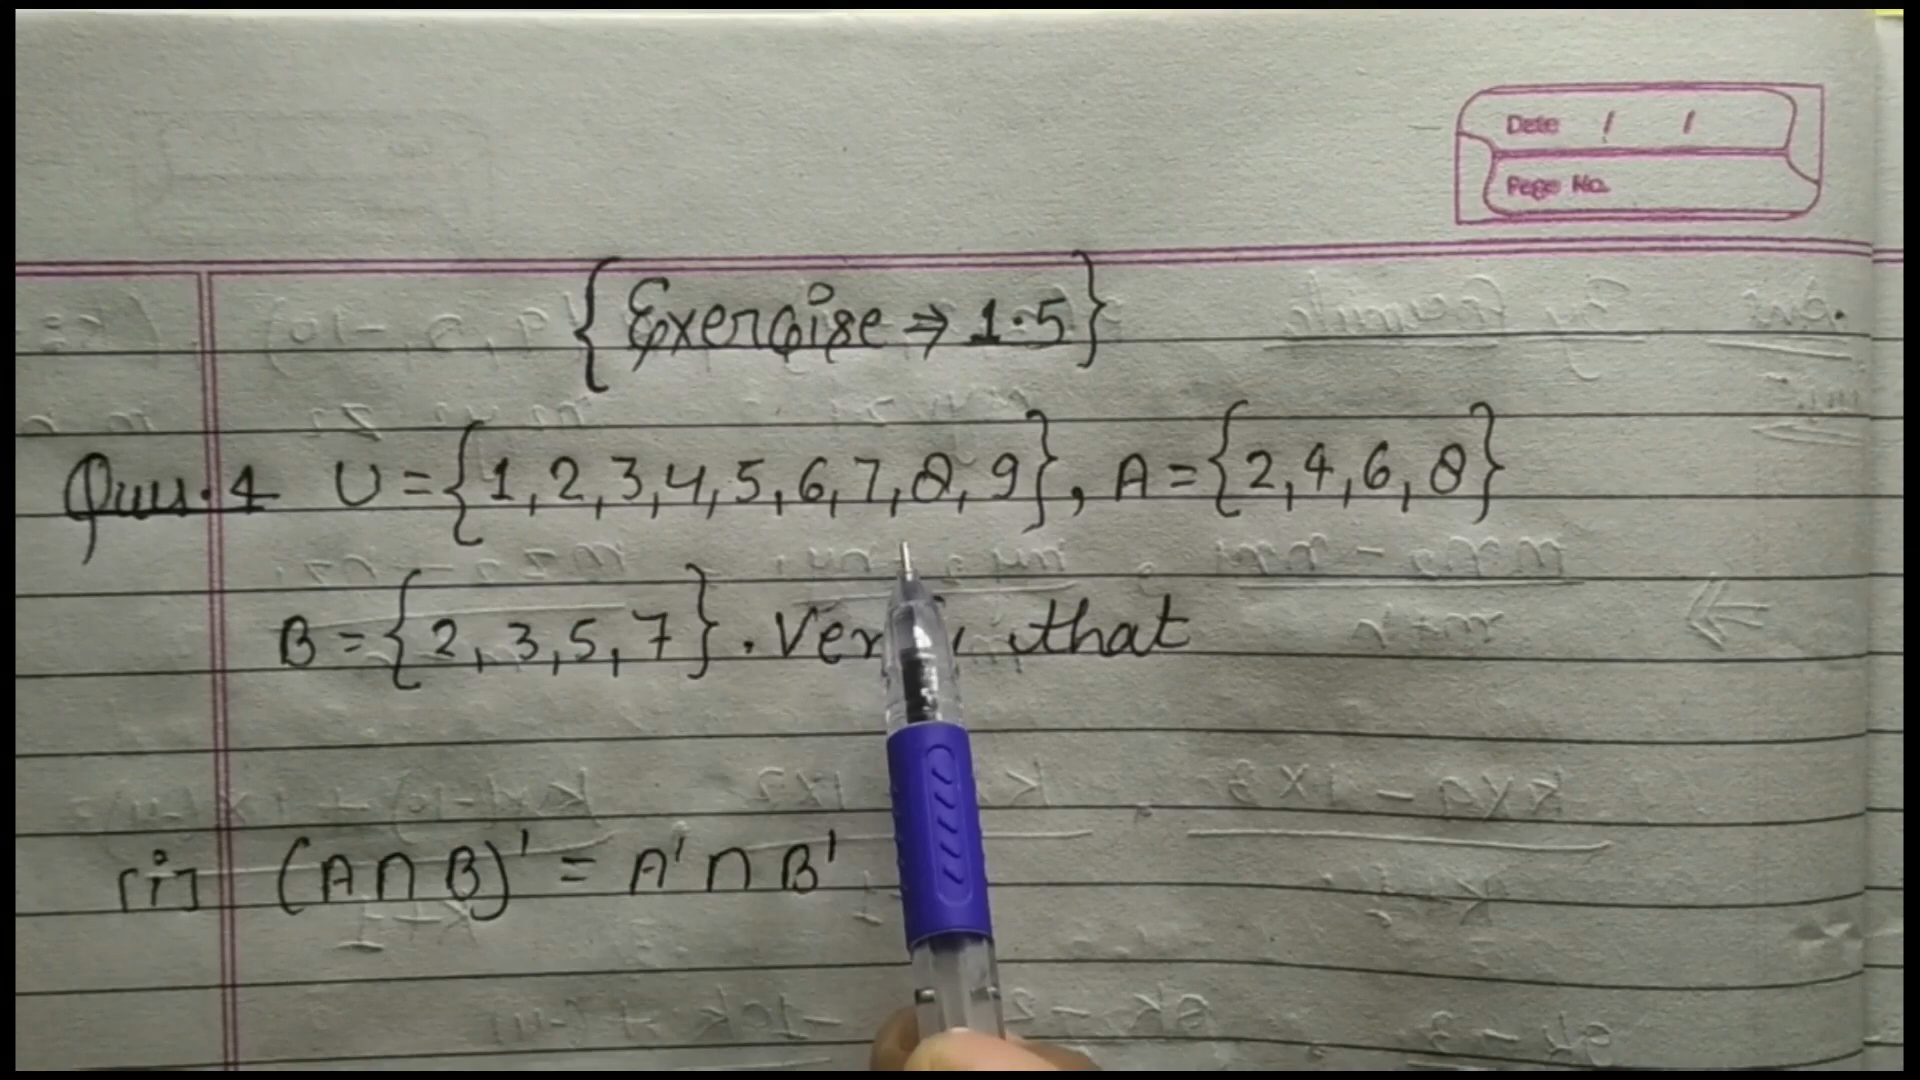 Date / /
Page No.
{Exercise ⇒ 1.5}
Ques.4 U = {1,2,3,4,5,6,7,8,9}, A = {2,4,6,8}
B = {2,3,5,7}. that
[i] (A∩B)' = A'∩B'